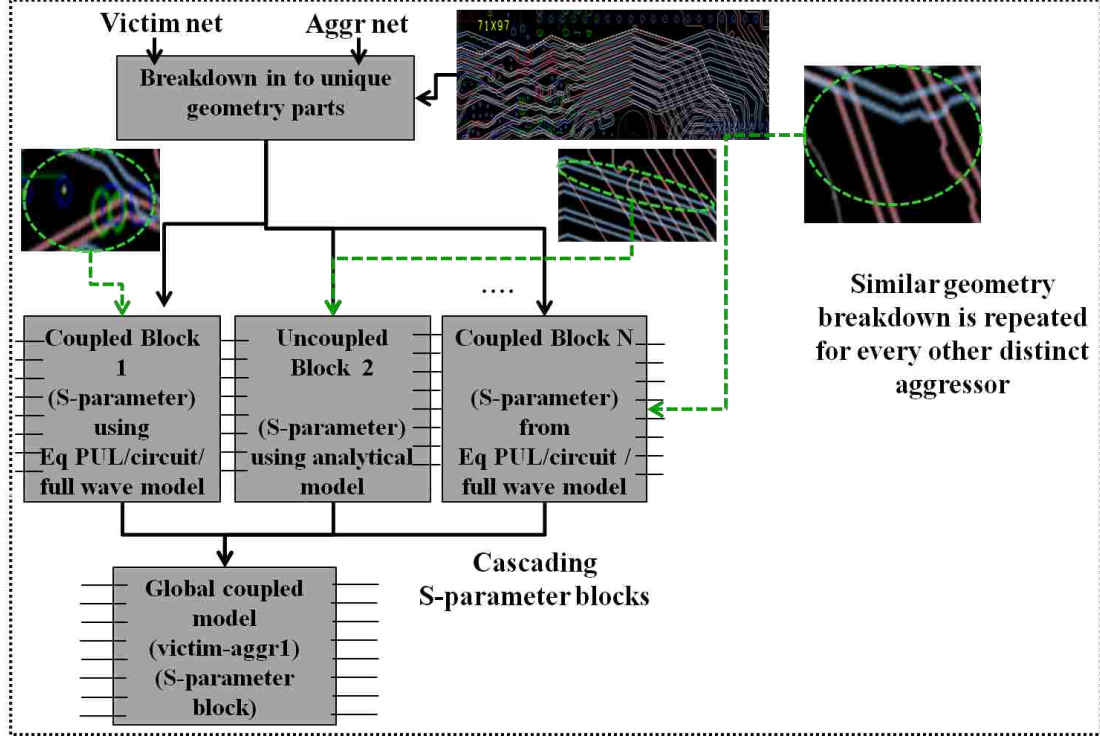 Victim net
Aggr net
71X97
Breakdown in to unique
geometry parts
....
Similar geometry
breakdown is repeated
for every other distinct
aggressor
Coupled Block
1
(S-parameter)
using
Eq PUL/circuit/
full wave model
Uncoupled
Block 2
(S-parameter)
using analytical
model
Coupled Block N
(S-parameter)
from
Eq PUL/circuit /
full wave model
Cascading
S-parameter blocks
Global coupled
model
(victim-aggr1)
(S-parameter
block)